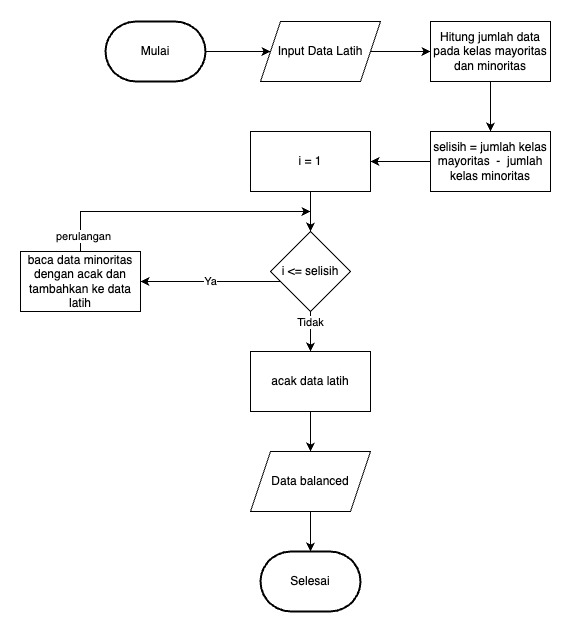 Mulai
Input Data Latih
Hitung jumlah data
pada kelas mayoritas
dan minoritas
selisih = jumlah kelas
mayoritas - jumlah
kelas minoritas
i = 1
perulangan
baca data minoritas
dengan acak dan
tambahkan ke data
latih
Ya
i <= selisih
Tidak
acak data latih
Data balanced
Selesai